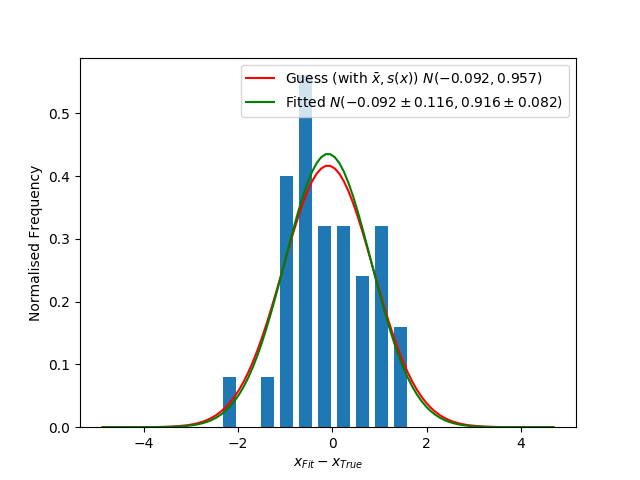 Guess (with x̄, s(x)) N(−0.092, 0.957)
Fitted N(−0.092 ± 0.116, 0.916 ± 0.082)
Normalised Frequency
0.5
0.4
0.3
0.2
0.1
0.0
−4 −2 0 2 4
x_Fit − x_True